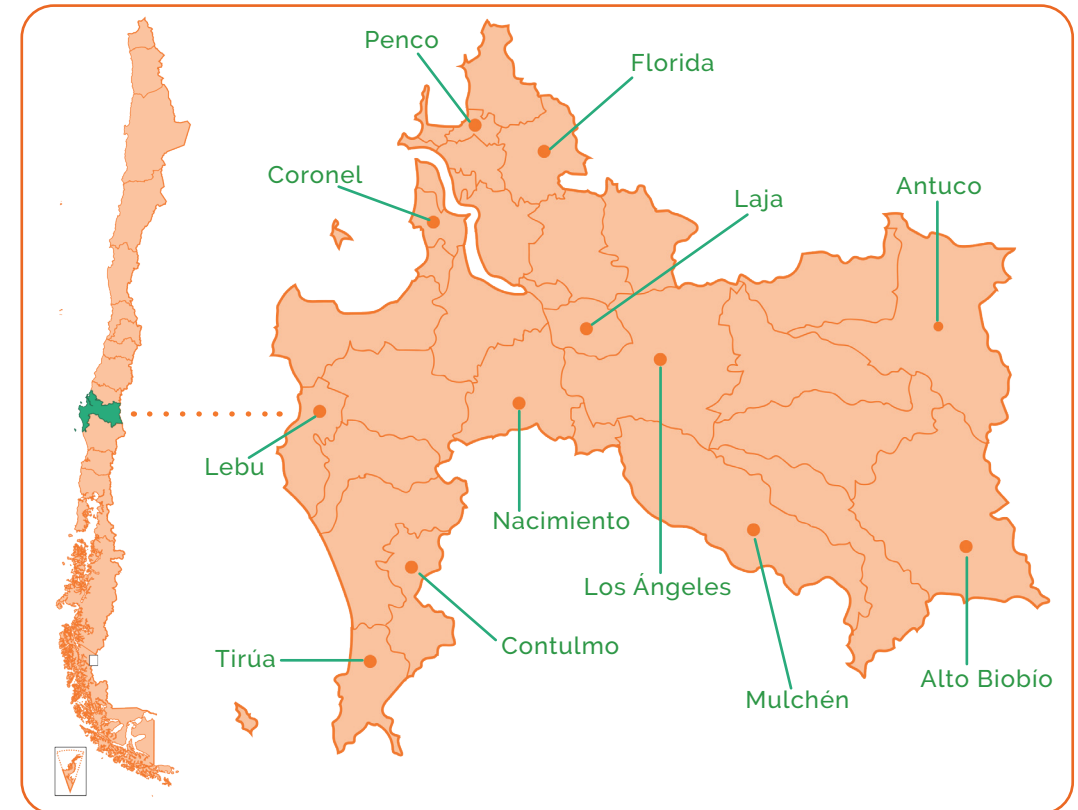 Penco
Florida
Coronel
Laja
Antuco
Lebu
Nacimiento
Los Ángeles
Contulmo
Tirúa
Mulchén
Alto Biobío